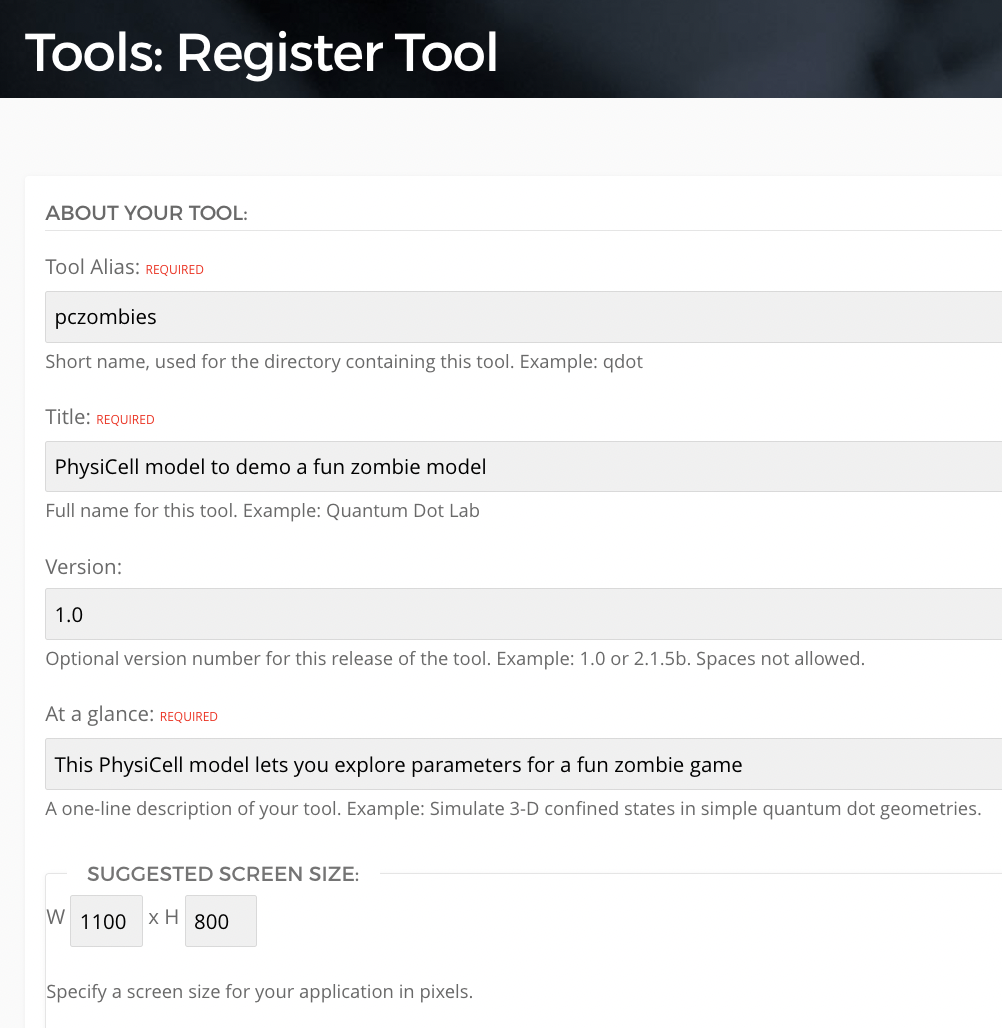 Tools: Register Tool
ABOUT YOUR TOOL:
Tool Alias: REQUIRED
pczombies
Short name, used for the directory containing this tool. Example: qdot
Title: REQUIRED
PhysiCell model to demo a fun zombie model
Full name for this tool. Example: Quantum Dot Lab
Version:
1.0
Optional version number for this release of the tool. Example: 1.0 or 2.1.5b. Spaces not allowed.
At a glance: REQUIRED
This PhysiCell model lets you explore parameters for a fun zombie game
A one-line description of your tool. Example: Simulate 3-D confined states in simple quantum dot geometries.
SUGGESTED SCREEN SIZE:
W 1100 x H 800
Specify a screen size for your application in pixels.